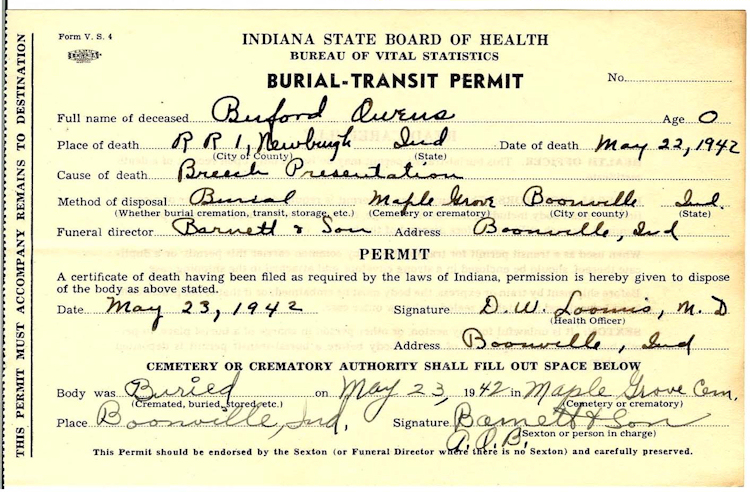 Form V. S. 4
INDIANA STATE BOARD OF HEALTH
BUREAU OF VITAL STATISTICS
BURIAL-TRANSIT PERMIT
No.
Full name of deceased Buford Owens Age 0
Place of death R R 1, Newburgh Ind Date of death May 22, 1942
(City of County) (State)
Cause of death Breech Presentation
Method of disposal Burial Maple Grove Boonville Ind.
(Whether burial cremation, transit, storage, etc.) (Cemetery or crematory) (City or county) (State)
Funeral director Barnett & Son Address Boonville, Ind
PERMIT
A certificate of death having been filed as required by the laws of Indiana, permission is hereby given to dispose
of the body as above stated.
Date May 23, 1942 Signature D. W. Loomis, M. D
(Health Officer)
Address Boonville, Ind
CEMETERY OR CREMATORY AUTHORITY SHALL FILL OUT SPACE BELOW
Body was Buried on May 23, 1942 in Maple Grove Cem.
(Cremated, buried, stored, etc.) (Cemetery or crematory)
Place Boonville, Ind. Signature Barnett & Son
A.O.B. (Sexton or person in charge)
This Permit should be endorsed by the Sexton (or Funeral Director where there is no Sexton) and carefully preserved.
THIS PERMIT MUST ACCOMPANY REMAINS TO DESTINATION